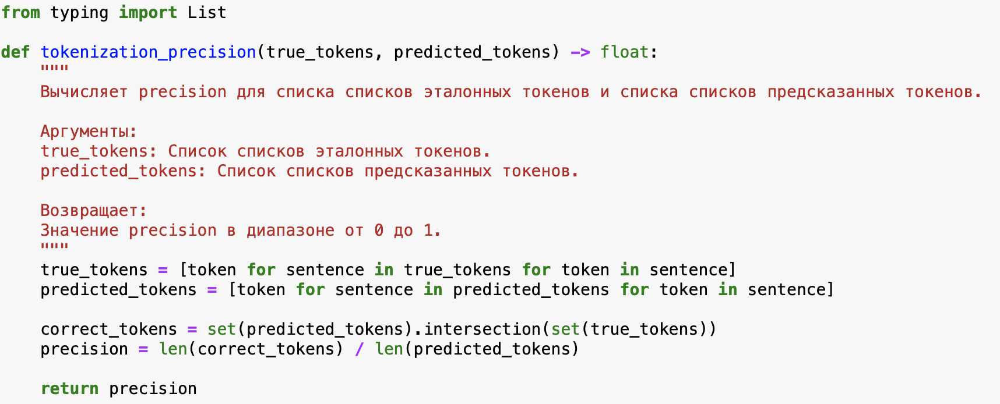 from typing import List
def tokenization_precision(true_tokens, predicted_tokens) -> float:
    """
    Вычисляет precision для списка списков эталонных токенов и списка списков предсказанных токенов.
    Аргументы:
    true_tokens: Список списков эталонных токенов.
    predicted_tokens: Список списков предсказанных токенов.
    Возвращает:
    Значение precision в диапазоне от 0 до 1.
    """
    true_tokens = [token for sentence in true_tokens for token in sentence]
    predicted_tokens = [token for sentence in predicted_tokens for token in sentence]
    correct_tokens = set(predicted_tokens).intersection(set(true_tokens))
    precision = len(correct_tokens) / len(predicted_tokens)
    return precision